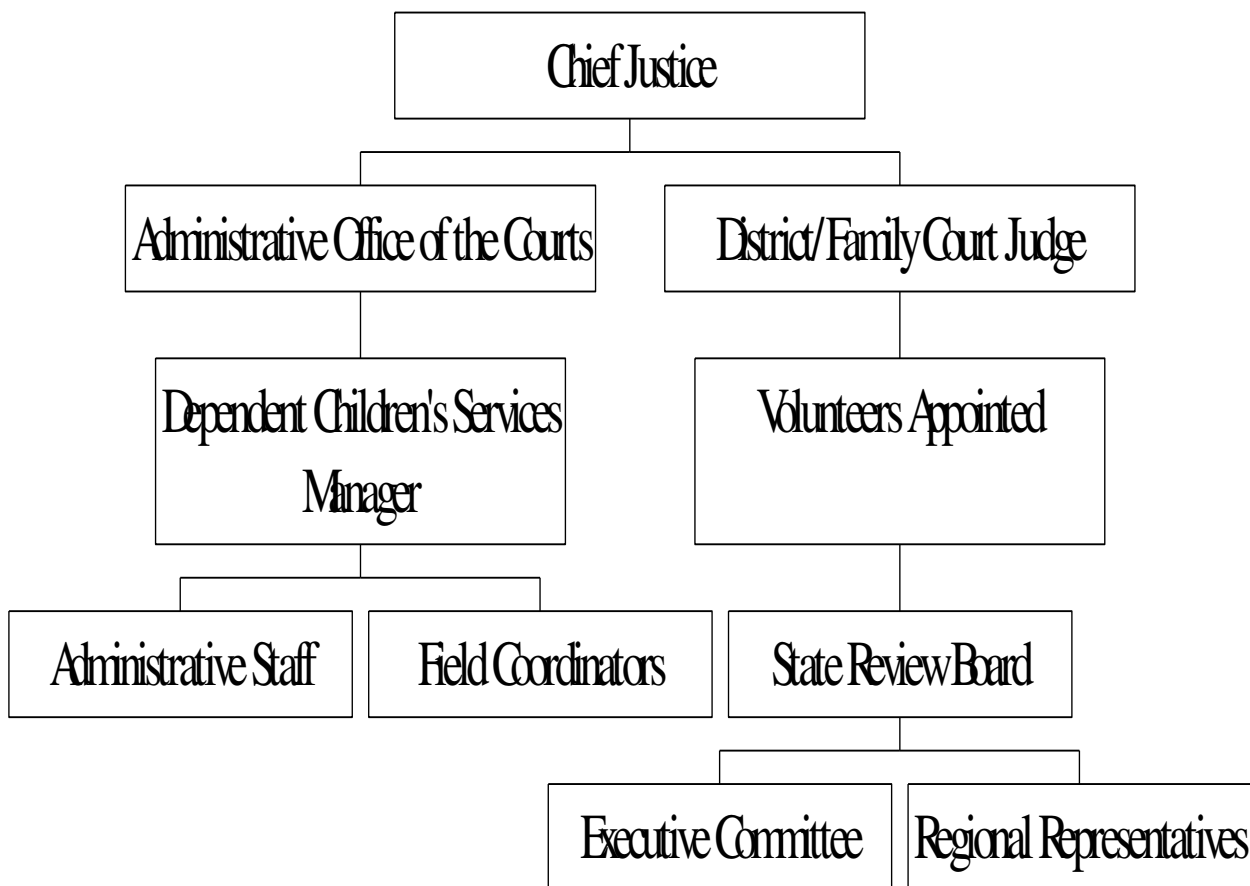 Chief Justice
Administrative Office of the Courts
District/ Family Court Judge
Dependent Children's Services
Manager
Volunteers Appointed
Administrative Staff
Field Coordinators
State Review Board
Executive Committee
Regional Representatives